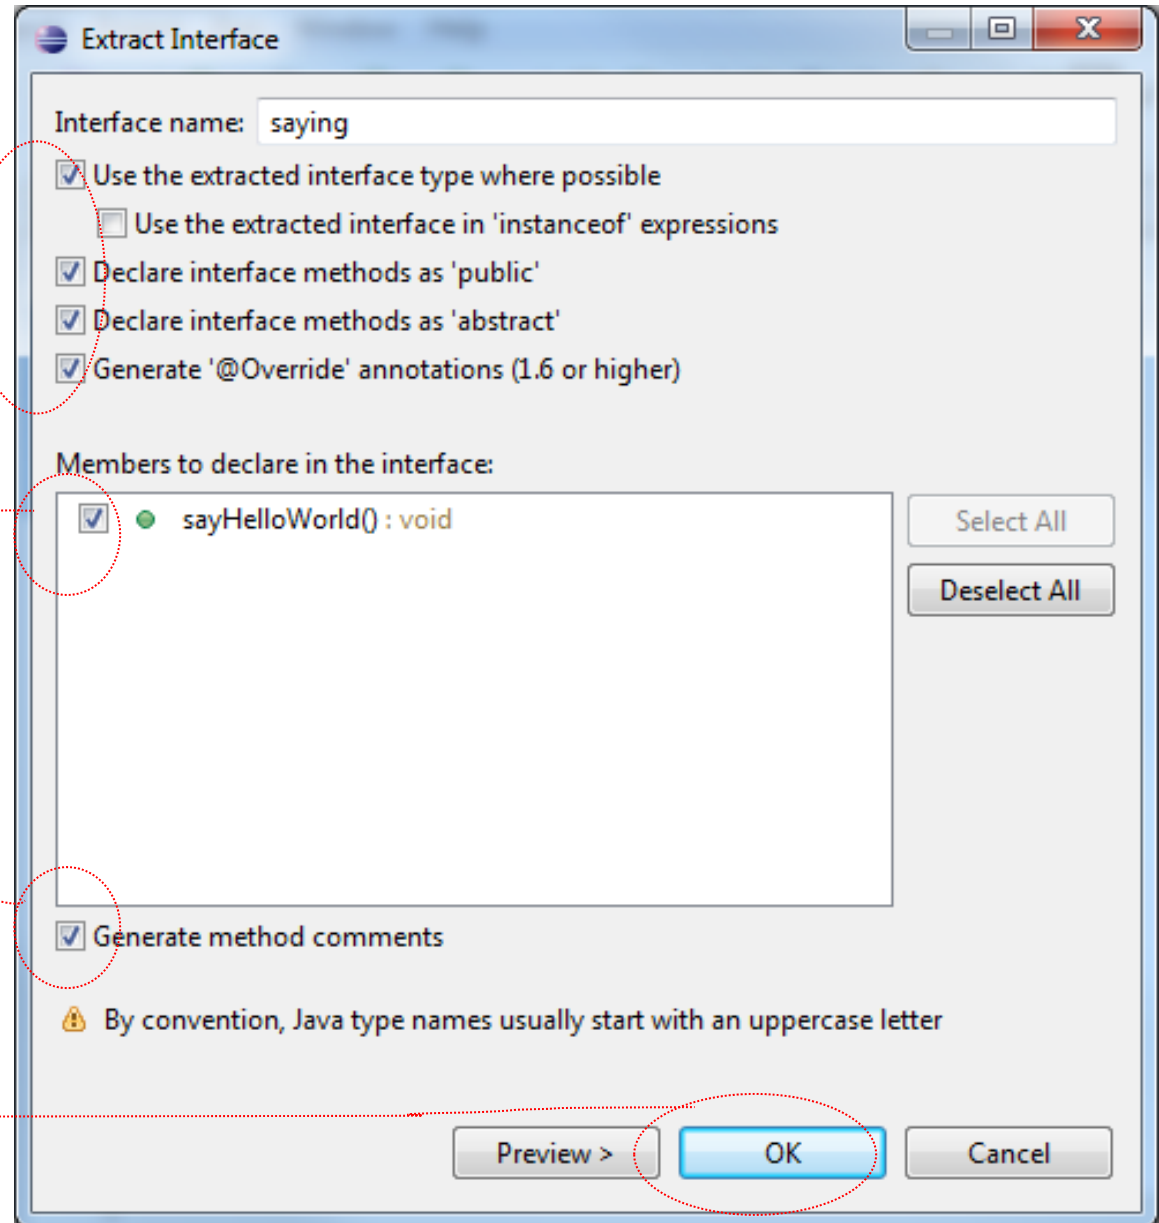 Extract Interface
Interface name: saying
Use the extracted interface type where possible
Use the extracted interface in 'instanceof' expressions
Declare interface methods as 'public'
Declare interface methods as 'abstract'
Generate '@Override' annotations (1.6 or higher)
Members to declare in the interface:
sayHelloWorld() : void
Select All
Deselect All
Generate method comments
By convention, Java type names usually start with an uppercase letter
Preview > OK Cancel